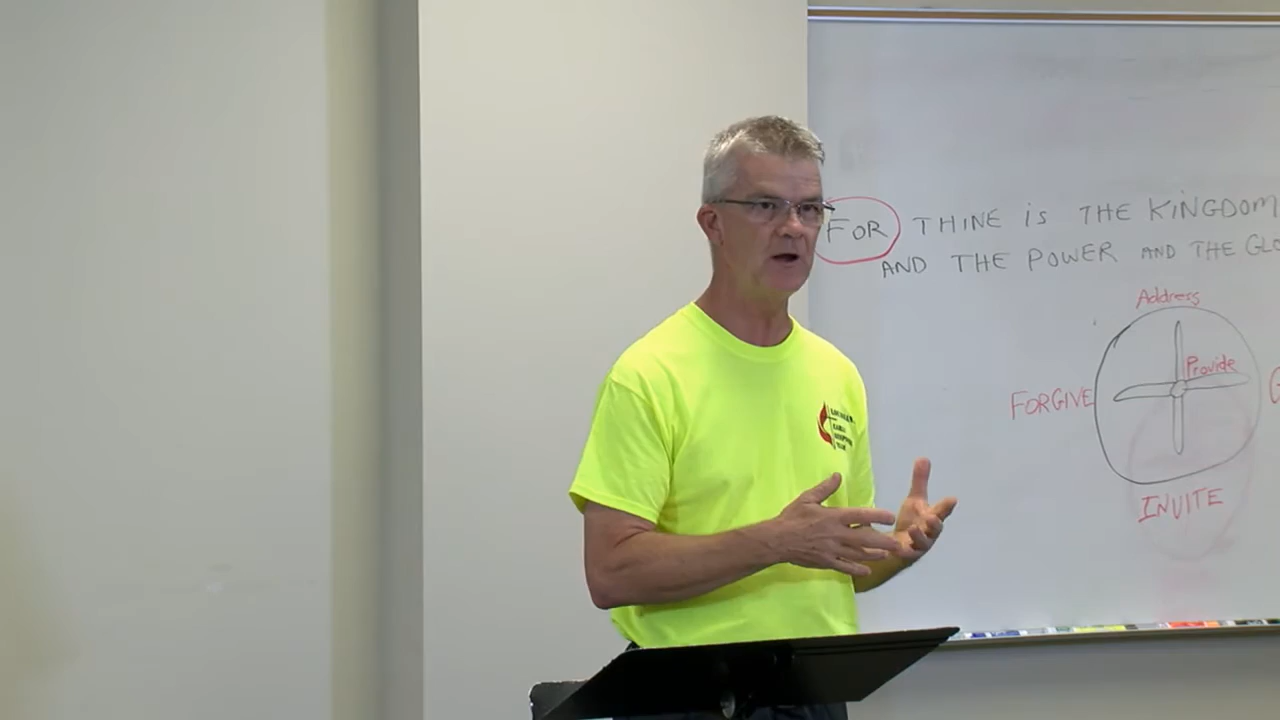 FOR THINE iS THE KiNGDOM
AND THE POWER AND THE GLO
Address
Provide
FORGIVE
G
INVITE